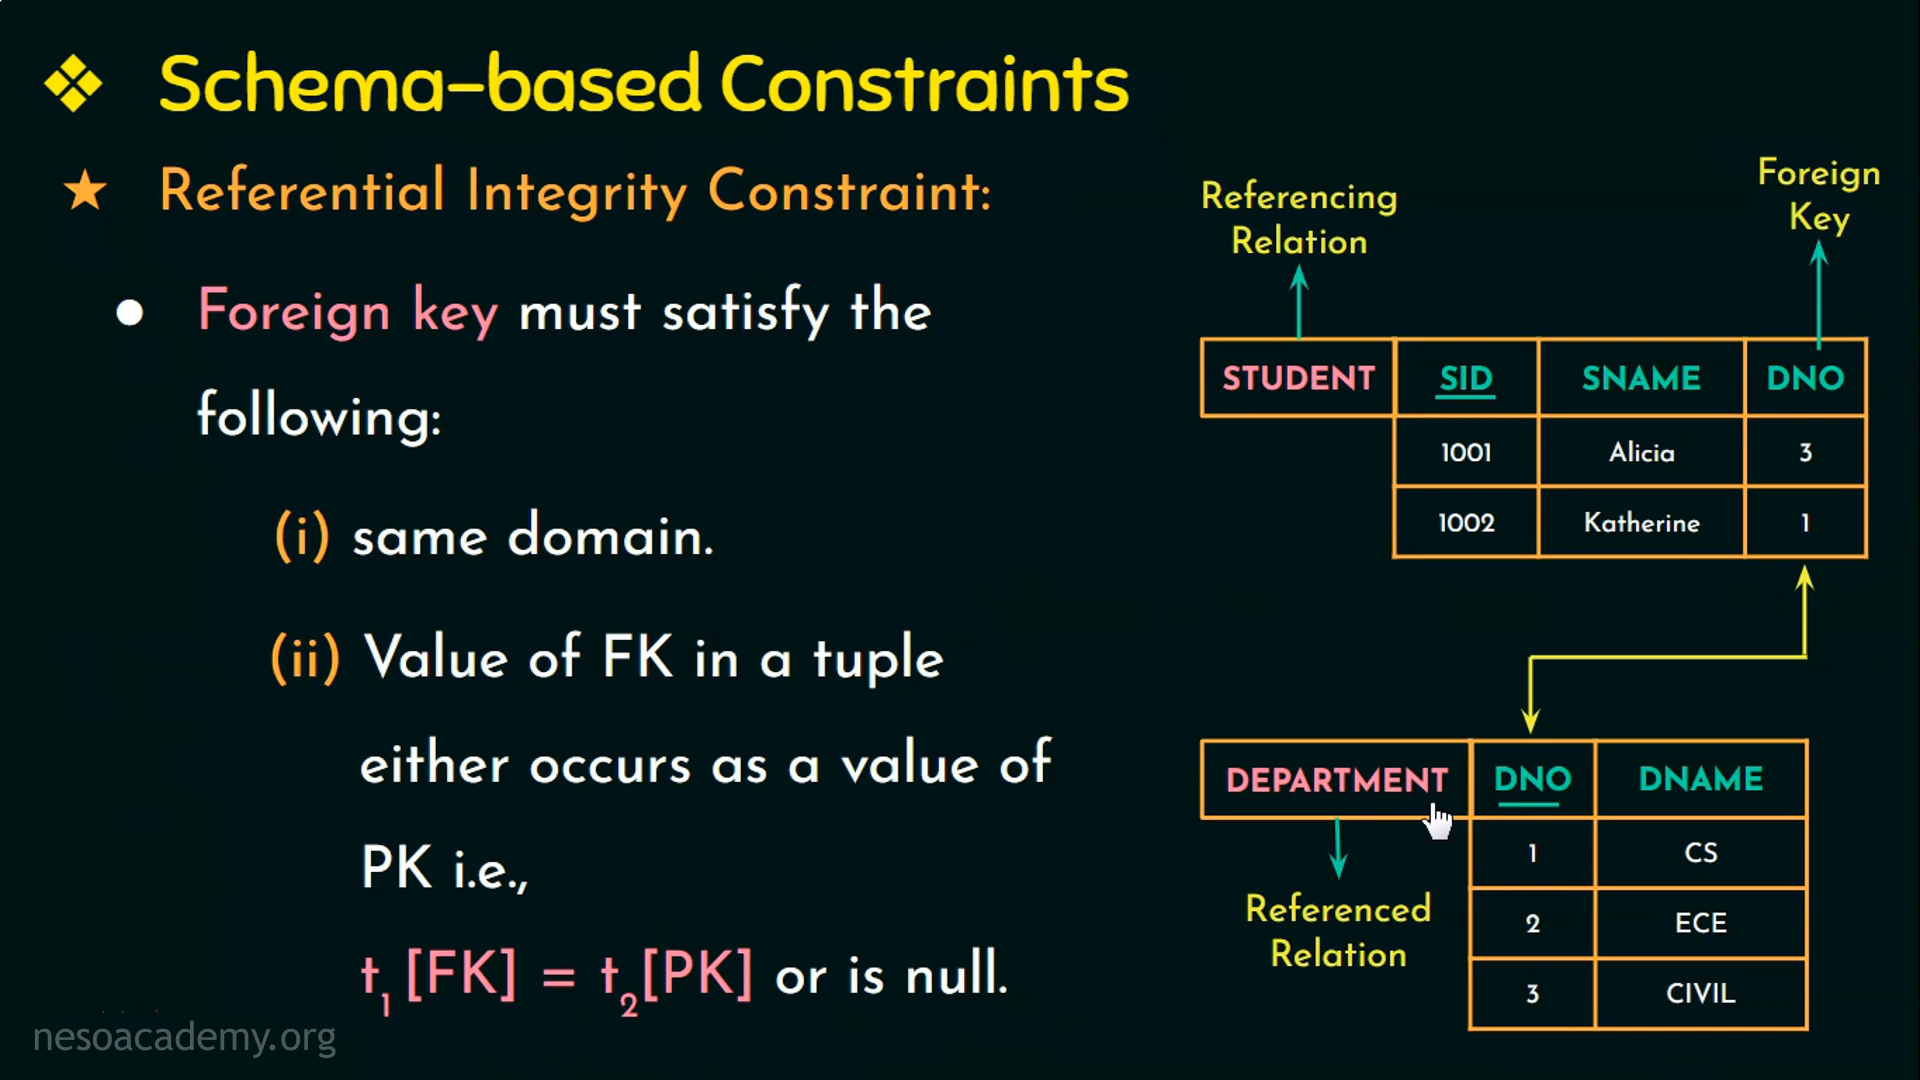 Schema-based Constraints
Referential Integrity Constraint:
Foreign key must satisfy the
following:
(i) same domain.
(ii) Value of FK in a tuple
either occurs as a value of
PK i.e.,
t1[FK] = t2[PK] or is null.
Referencing
Relation
Foreign
Key
STUDENT SID SNAME DNO
1001 Alicia 3
1002 Katherine 1
DEPARTMENT DNO DNAME
1 CS
2 ECE
3 CIVIL
Referenced
Relation
nesoacademy.org